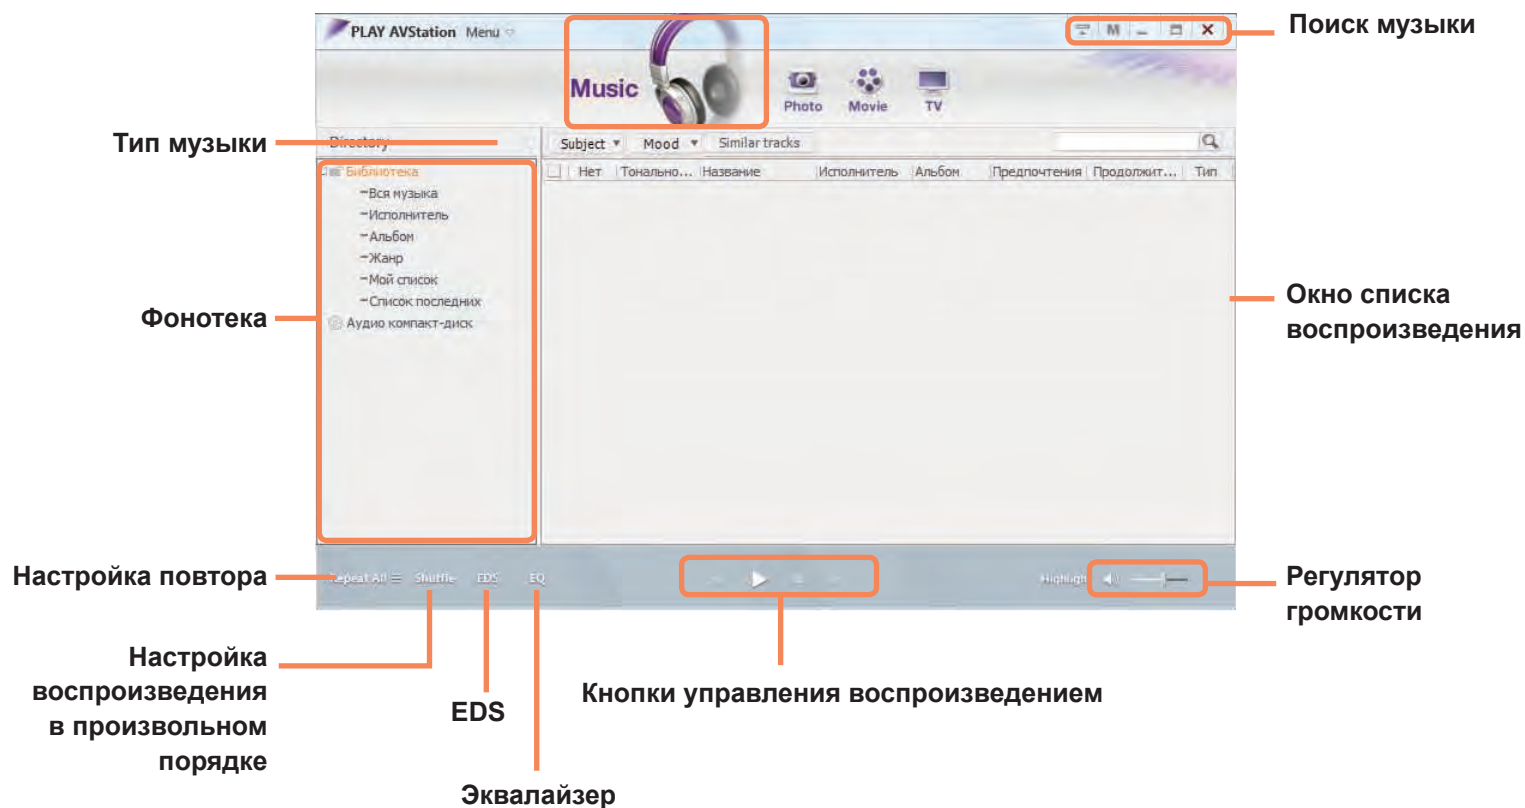 PLAY AVStation Menu
M
Поиск музыки
Music
Photo Movie TV
Тип музыки
Directory
Subject Mood Similar tracks
Библиотека
Нет Тонально... Название Исполнитель Альбом Предпочтения Продолжит... Тип
Вся музыка
Исполнитель
Альбом
Жанр
Мой список
Список последних
Аудио компакт-диск
Фонотека
Окно списка
воспроизведения
Настройка повтора
Repeat All Shuffle EDS EQ
Highlight
Регулятор
громкости
Настройка
воспроизведения
в произвольном
порядке
EDS
Эквалайзер
Кнопки управления воспроизведением